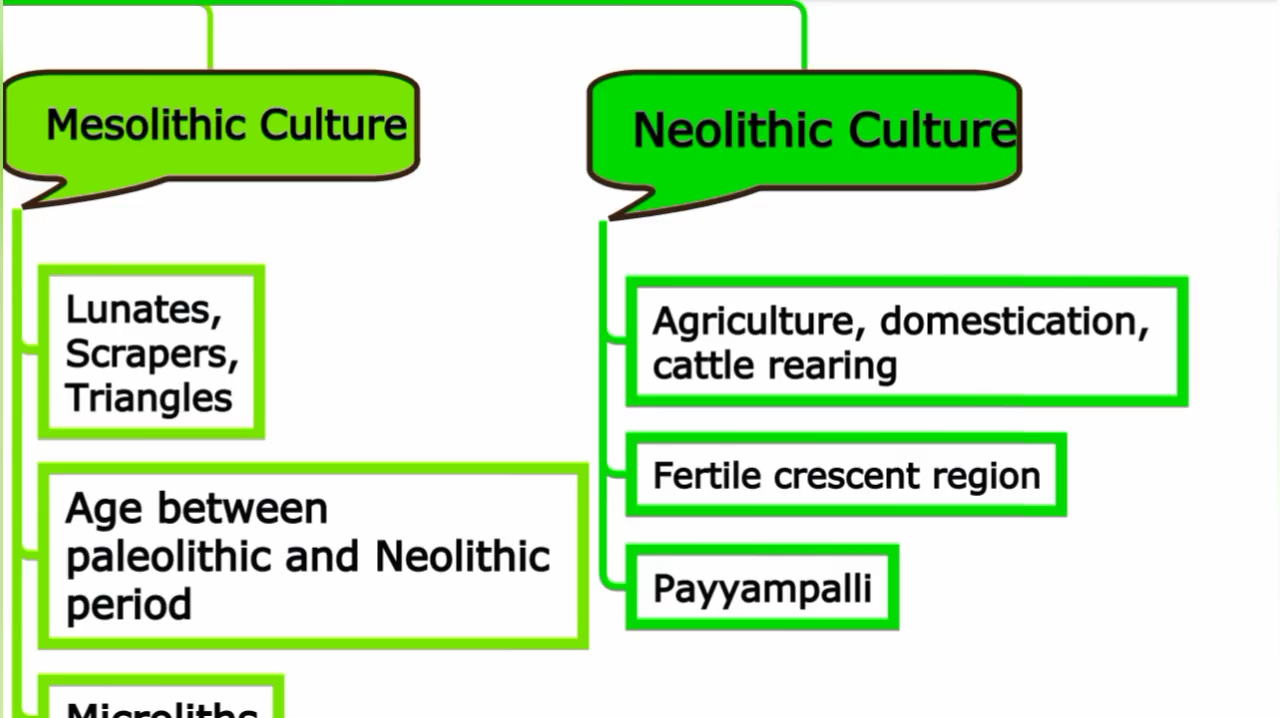 Mesolithic Culture
Lunates,
Scrapers,
Triangles
Age between
paleolithic and Neolithic
period
Microliths
Neolithic Culture
Agriculture, domestication,
cattle rearing
Fertile crescent region
Payyampalli